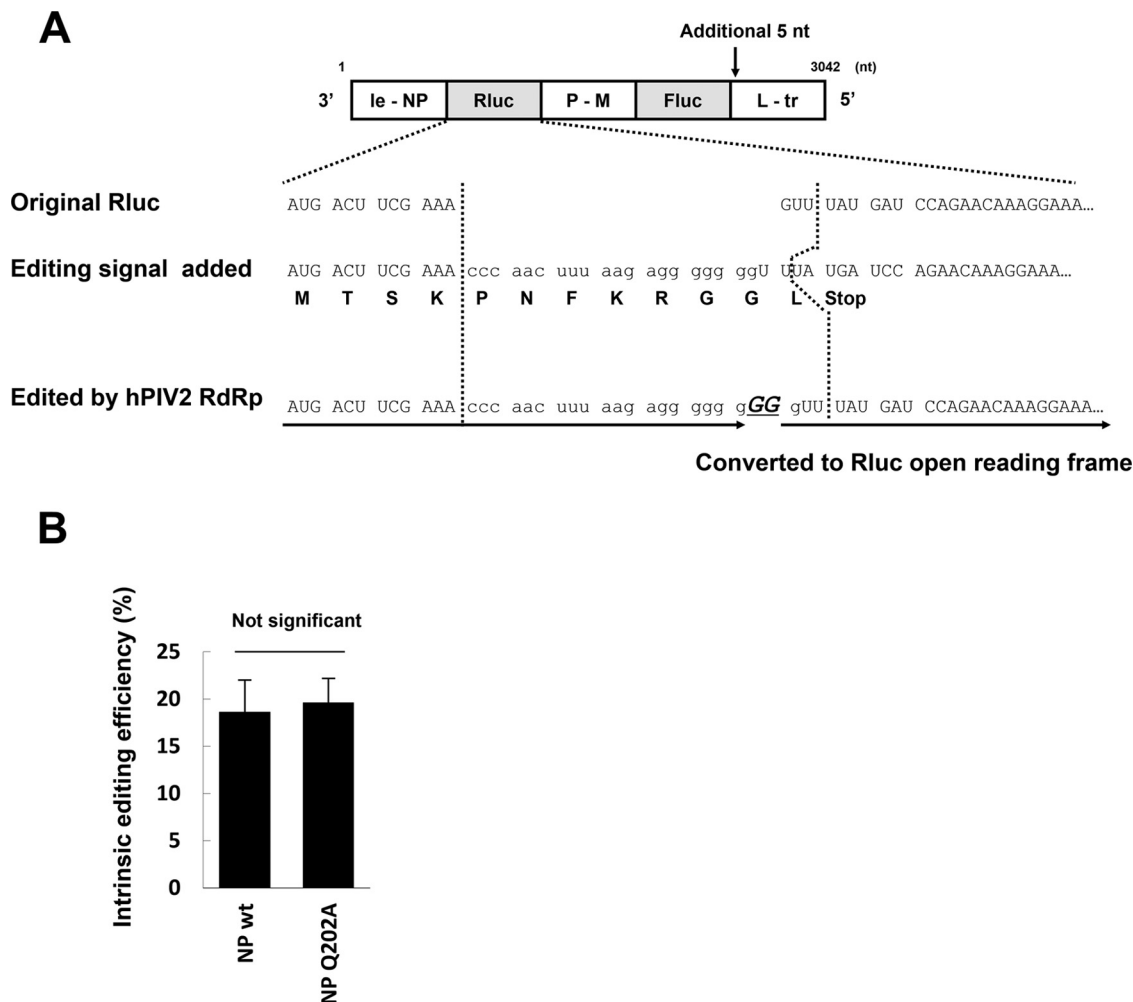 A
Additional 5 nt
1 3042 (nt)
3’ le - NP Rluc P - M Fluc L - tr 5’
Original Rluc AUG ACU UCG AAA GUU UAU GAU CCAGAACAAAGGAAA…
Editing signal added AUG ACU UCG AAA ccc aac uuu aag agg ggg ggU UUA UGA UCC AGAACAAAGGAAA…
M T S K P N F K R G G L Stop
Edited by hPIV2 RdRp AUG ACU UCG AAA ccc aac uuu aag agg ggg gGG gUU UAU GAU CCAGAACAAAGGAAA…
Converted to Rluc open reading frame
B
Not significant
Intrinsic editing efficiency (%)
25
20
15
10
5
0
NP wt
NP Q202A